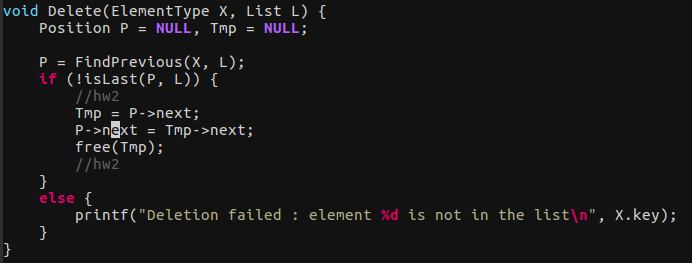 void Delete(ElementType X, List L) {
    Position P = NULL, Tmp = NULL;

    P = FindPrevious(X, L);
    if (!isLast(P, L)) {
        //hw2
        Tmp = P->next;
        P->next = Tmp->next;
        free(Tmp);
        //hw2
    }
    else {
        printf("Deletion failed : element %d is not in the list\n", X.key);
    }
}